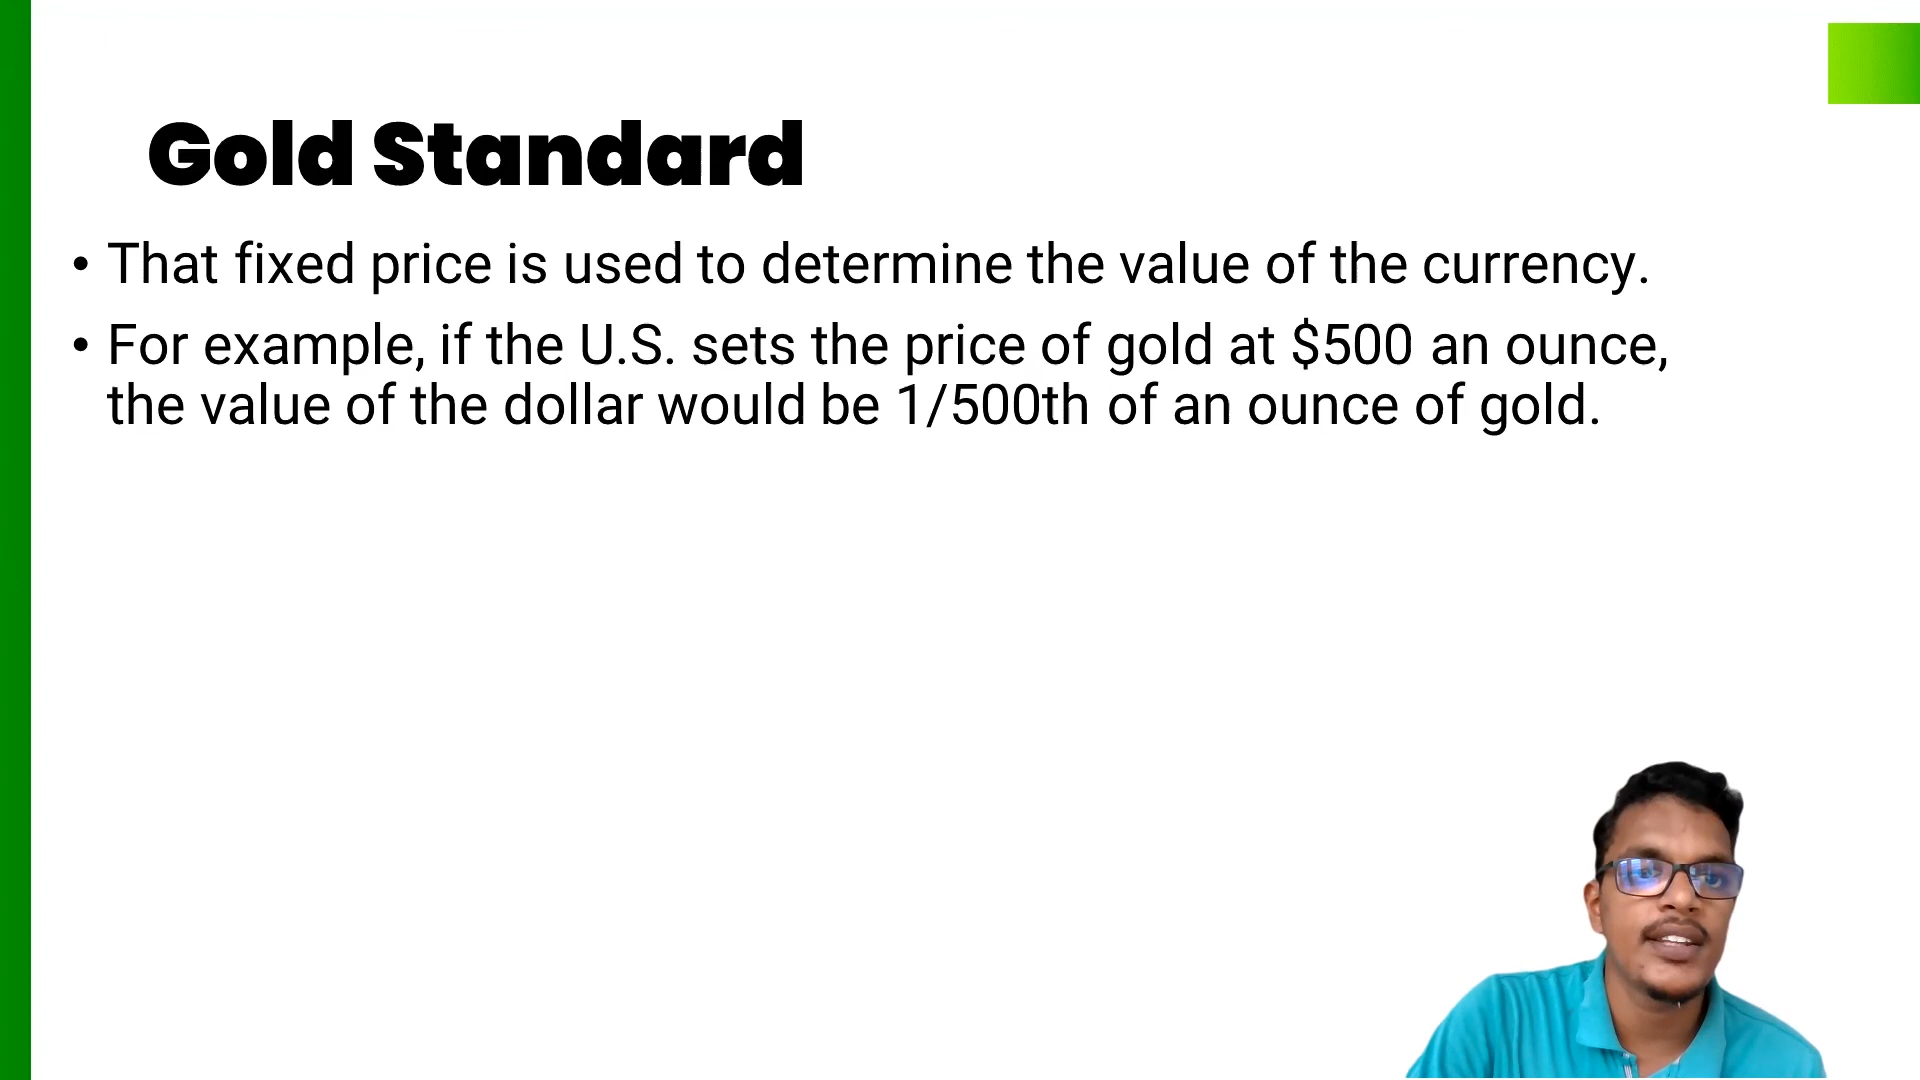 Gold Standard
• That fixed price is used to determine the value of the currency.
• For example, if the U.S. sets the price of gold at $500 an ounce,
the value of the dollar would be 1/500th of an ounce of gold.